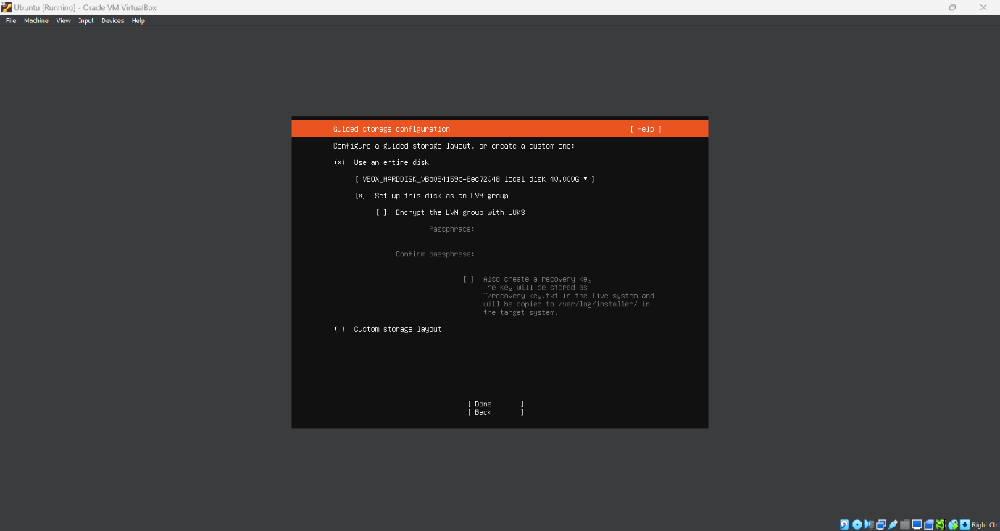 Ubuntu [Running] - Oracle VM VirtualBox
File Machine View Input Devices Help
Guided storage configuration [ Help ]
Configure a guided storage layout, or create a custom one:
(X) Use an entire disk
[ VBOX_HARDDISK_VBb054159b-8ec72048 local disk 40.000G ▾ ]
[X] Set up this disk as an LVM group
[ ] Encrypt the LVM group with LUKS
Passphrase:
Confirm passphrase:
[ ] Also create a recovery key
The key will be stored as
~/recovery-key.txt in the live system and
will be copied to /var/log/installer/ in
the target system.
( ) Custom storage layout
[ Done ]
[ Back ]
Right Ctrl